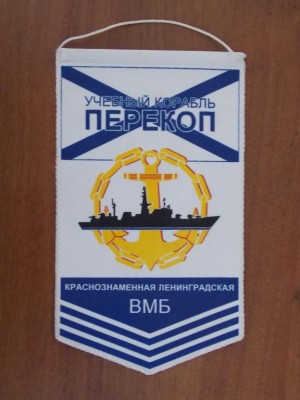 УЧЕБНЫЙ КОРАБЛЬ
ПЕРЕКОП
КРАСНОЗНАМЕННАЯ ЛЕНИНГРАДСКАЯ
ВМБ